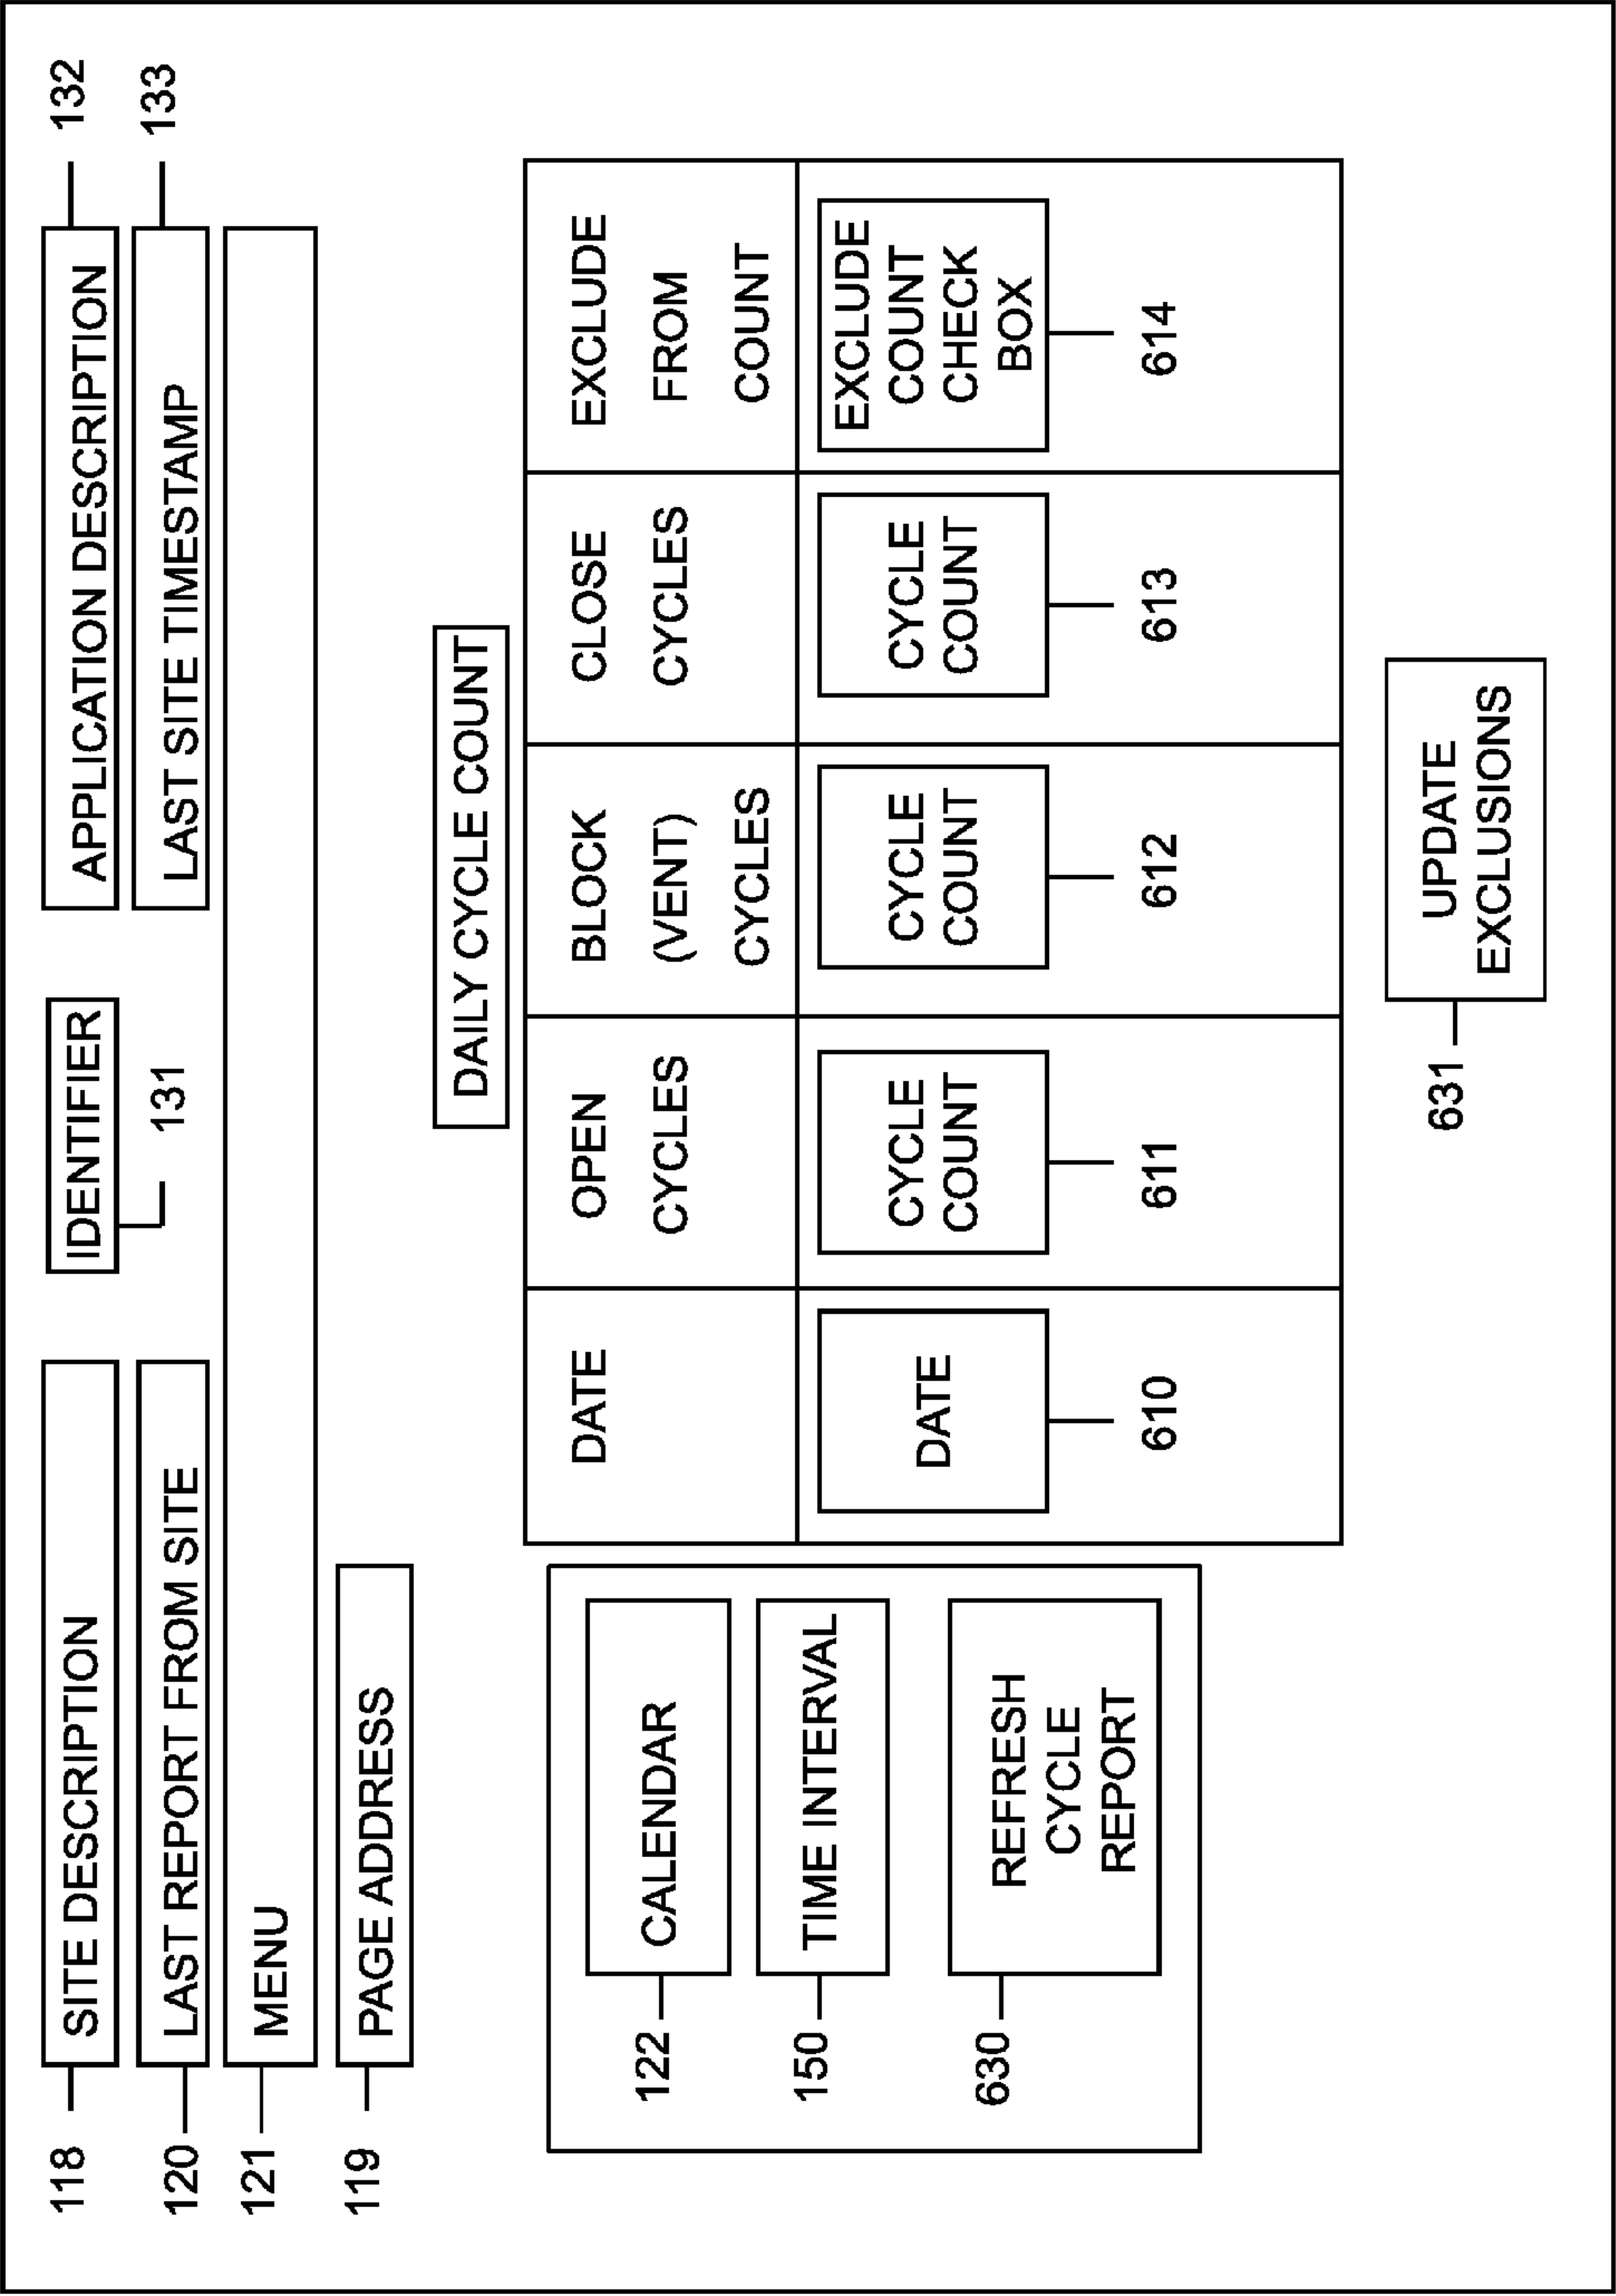 118
SITE DESCRIPTION
IDENTIFIER
131
APPLICATION DESCRIPTION
132
120
LAST REPORT FROM SITE
LAST SITE TIMESTAMP
133
121
MENU
119
PAGE ADDRESS
DAILY CYCLE COUNT
122
CALENDAR
150
TIME INTERVAL
630
REFRESH
CYCLE
REPORT
DATE
OPEN
CYCLES
BLOCK
(VENT)
CYCLES
CLOSE
CYCLES
EXCLUDE
FROM
COUNT
DATE
610
CYCLE
COUNT
611
CYCLE
COUNT
612
CYCLE
COUNT
613
EXCLUDE
COUNT
CHECK
BOX
614
631
UPDATE
EXCLUSIONS